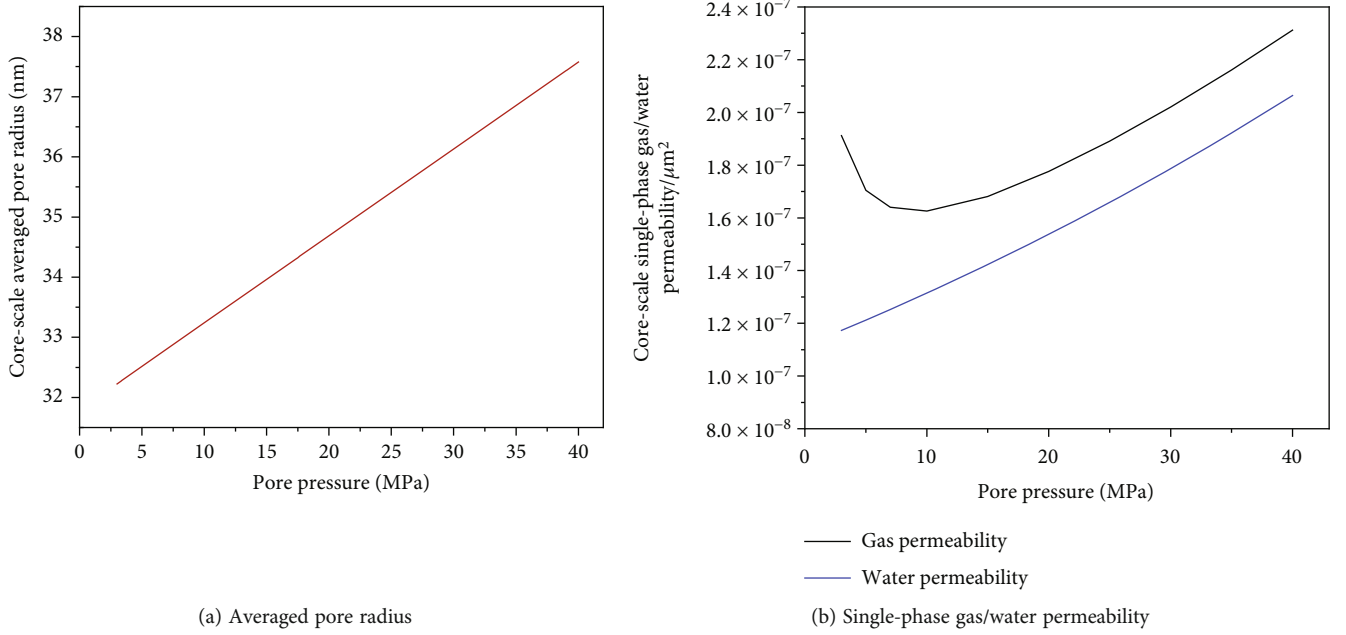 38
37
36
35
34
33
32
Core-scale averaged pore radius (nm)
0 5 10 15 20 25 30 35 40
Pore pressure (MPa)
(a) Averaged pore radius
2.4 × 10⁻⁷
2.2 × 10⁻⁷
2.0 × 10⁻⁷
1.8 × 10⁻⁷
1.6 × 10⁻⁷
1.4 × 10⁻⁷
1.2 × 10⁻⁷
1.0 × 10⁻⁷
8.0 × 10⁻⁸
Core-scale single-phase gas/water
permeability/μm²
0 10 20 30 40
Pore pressure (MPa)
Gas permeability
Water permeability
(b) Single-phase gas/water permeability